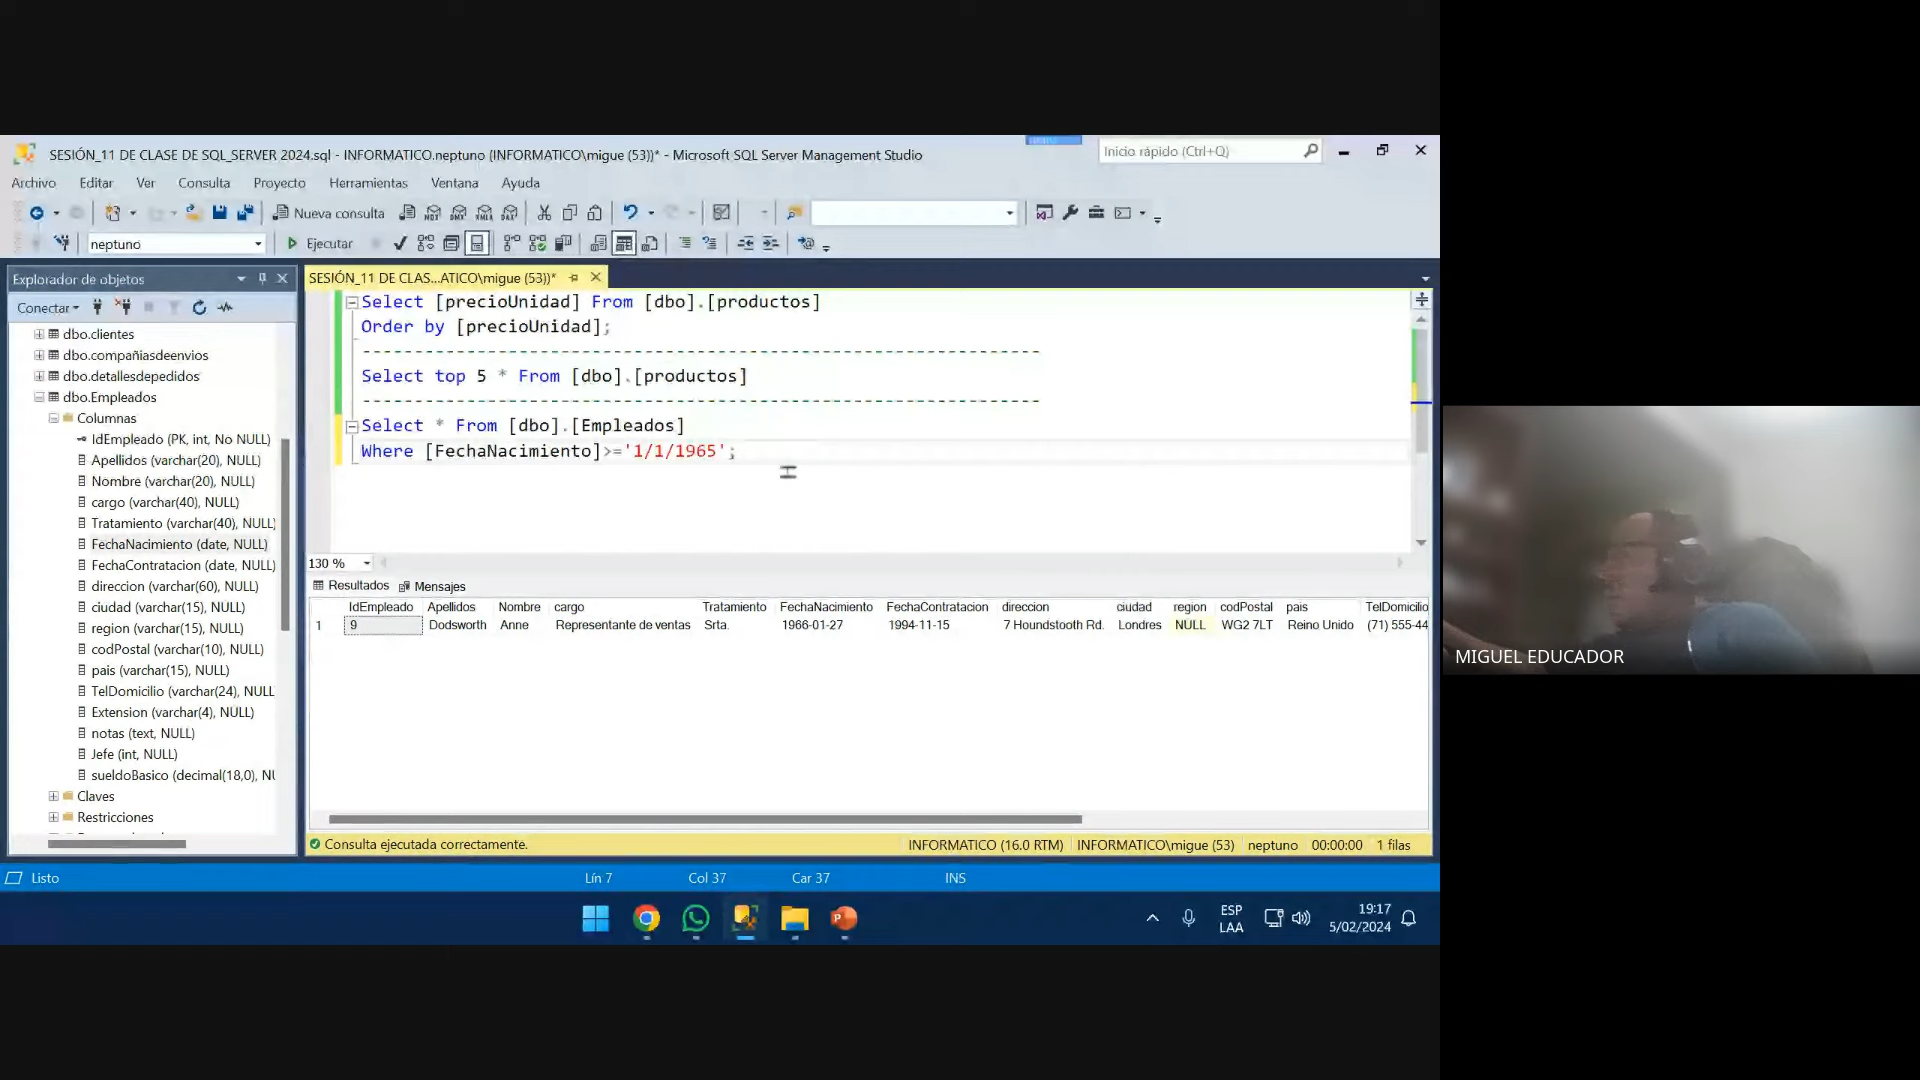 SESIÓN_11 DE CLASE DE SQL_SERVER 2024.sql - INFORMATICO.neptuno (INFORMATICO\migue (53))* - Microsoft SQL Server Management Studio
Inicio rápido (Ctrl+Q)
Archivo Editar Ver Consulta Proyecto Herramientas Ventana Ayuda
Nueva consulta
neptuno Ejecutar
Explorador de objetos
SESIÓN_11 DE CLAS...ATICO\migue (53))*
Conectar
dbo.clientes
dbo.compañiasdeenvios
dbo.detallesdepedidos
dbo.Empleados
Columnas
IdEmpleado (PK, int, No NULL)
Apellidos (varchar(20), NULL)
Nombre (varchar(20), NULL)
cargo (varchar(40), NULL)
Tratamiento (varchar(40), NULL)
FechaNacimiento (date, NULL)
FechaContratacion (date, NULL)
direccion (varchar(60), NULL)
ciudad (varchar(15), NULL)
region (varchar(15), NULL)
codPostal (varchar(10), NULL)
pais (varchar(15), NULL)
TelDomicilio (varchar(24), NULL
Extension (varchar(4), NULL)
notas (text, NULL)
Jefe (int, NULL)
sueldoBasico (decimal(18,0), NU
Claves
Restricciones
Select [precioUnidad] From [dbo].[productos]
Order by [precioUnidad];
-----------------------------------------------------------------
Select top 5 * From [dbo].[productos]
-----------------------------------------------------------------
Select * From [dbo].[Empleados]
Where [FechaNacimiento]>='1/1/1965';
130 %
Resultados Mensajes
IdEmpleado Apellidos Nombre cargo Tratamiento FechaNacimiento FechaContratacion direccion ciudad region codPostal pais TelDomicilio
1 9 Dodsworth Anne Representante de ventas Srta. 1966-01-27 1994-11-15 7 Houndstooth Rd. Londres NULL WG2 7LT Reino Unido (71) 555-44
Consulta ejecutada correctamente. INFORMATICO (16.0 RTM) INFORMATICO\migue (53) neptuno 00:00:00 1 filas
Listo Lín 7 Col 37 Car 37 INS
ESP
LAA
19:17
5/02/2024
MIGUEL EDUCADOR